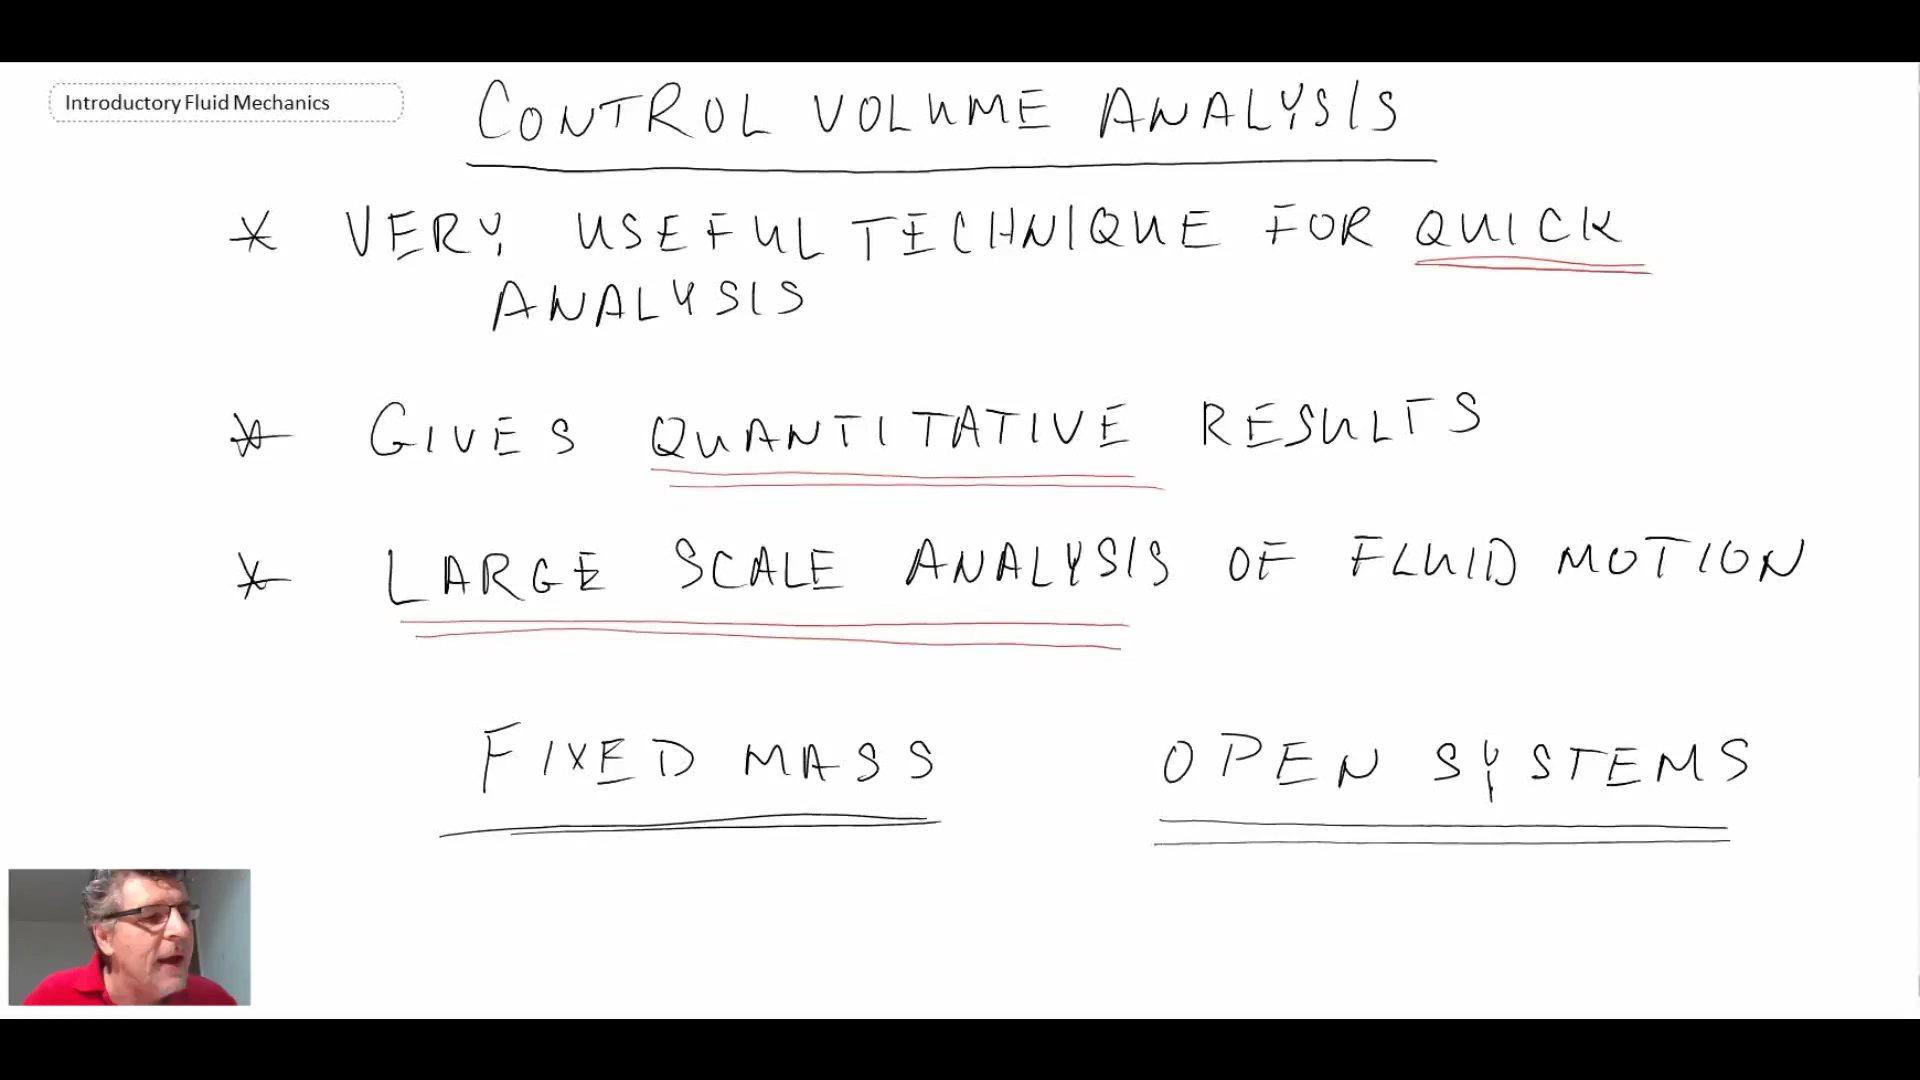 Introductory Fluid Mechanics
CONTROL VOLUME ANALYSIS
* VERY USEFUL TECHNIQUE FOR QUICK
ANALYSIS
* GIVES QUANTITATIVE RESULTS
* LARGE SCALE ANALYSIS OF FLUID MOTION
FIXED MASS OPEN SYSTEMS